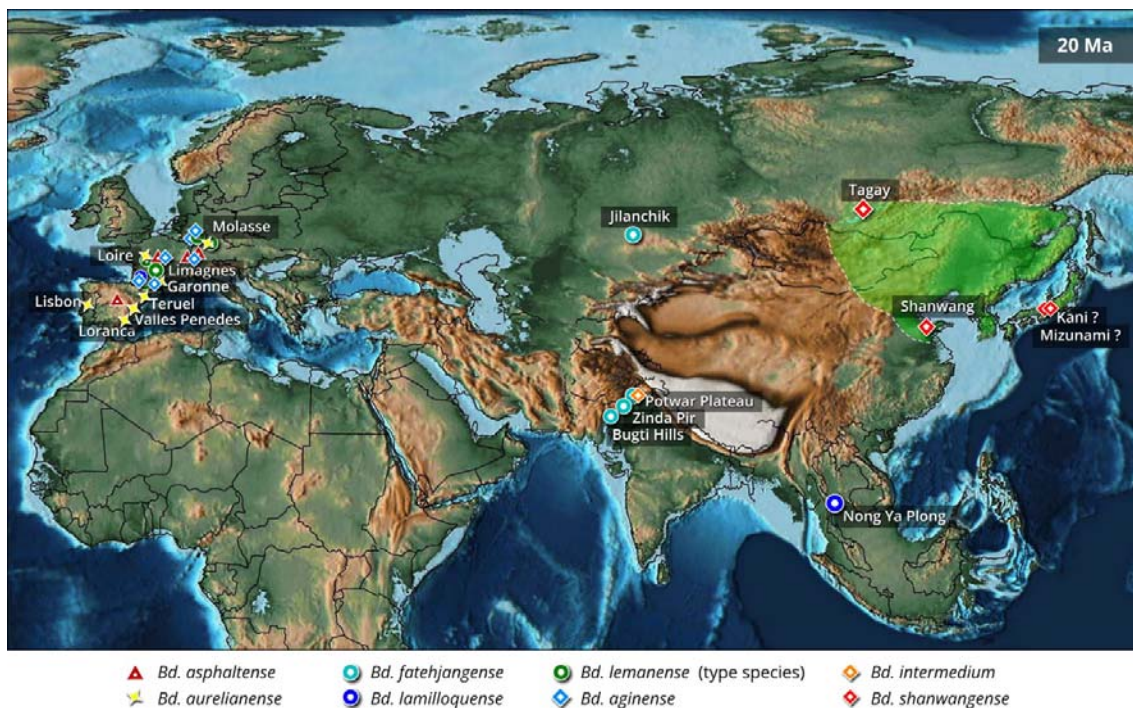 20 Ma
Tagay
Molasse
Jilanchik
Loire
Limagnes
Garonne
Lisbon
Teruel
Valles Penedes
Loranca
Shanwang
Kani ?
Mizunami ?
Potwar Plateau
Zinda Pir
Bugti Hills
Nong Ya Plong
Bd. asphaltense
Bd. fatehjangense
Bd. lemanense (type species)
Bd. intermedium
Bd. aurelianense
Bd. lamilloquense
Bd. aginense
Bd. shanwangense